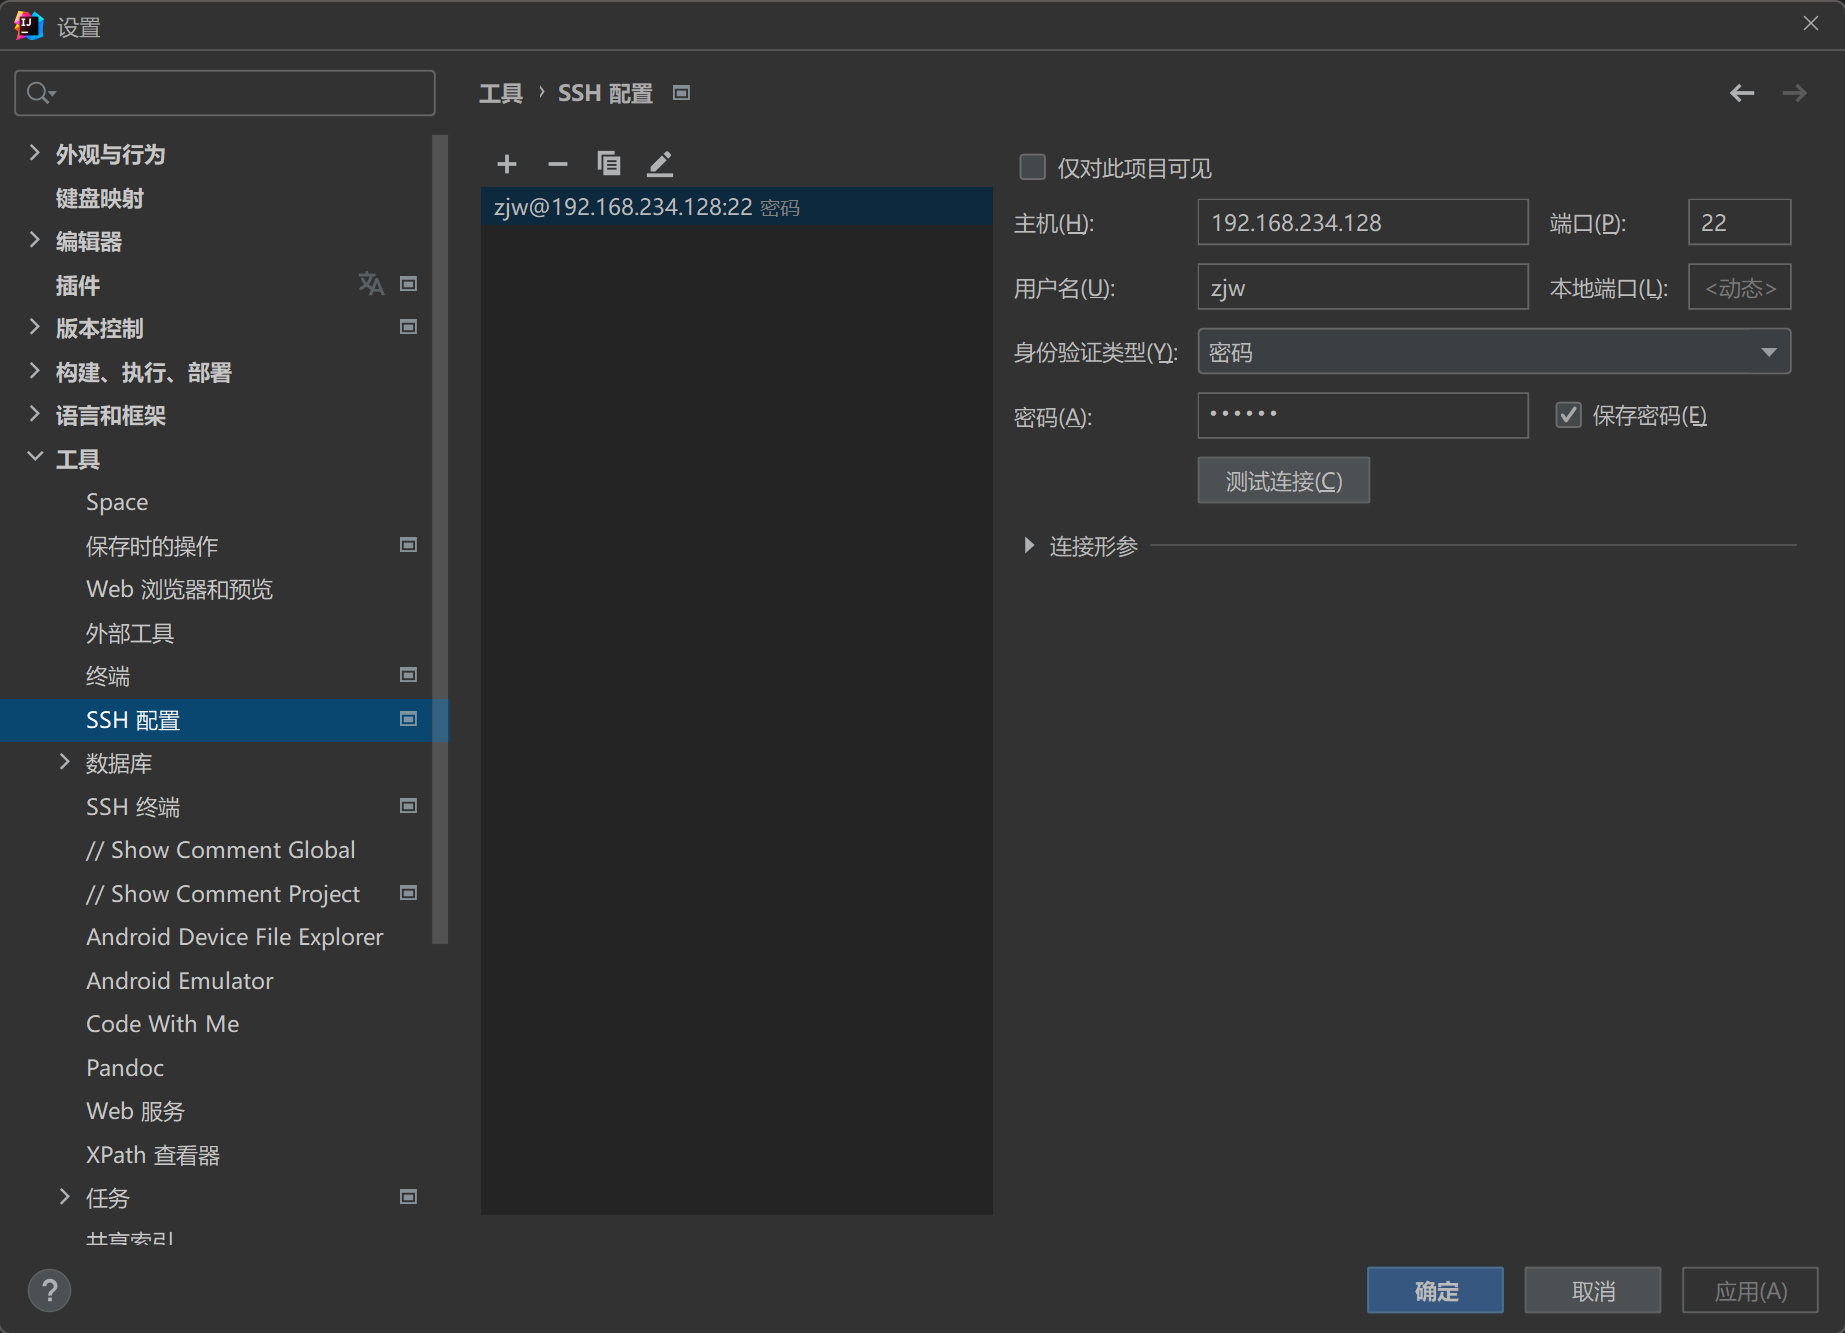 设置
外观与行为
键盘映射
编辑器
插件
版本控制
构建、执行、部署
语言和框架
工具
Space
保存时的操作
Web 浏览器和预览
外部工具
终端
SSH 配置
数据库
SSH 终端
// Show Comment Global
// Show Comment Project
Android Device File Explorer
Android Emulator
Code With Me
Pandoc
Web 服务
XPath 查看器
任务
共享索引
工具 › SSH 配置
zjw@192.168.234.128:22 密码
仅对此项目可见
主机(H): 192.168.234.128 端口(P): 22
用户名(U): zjw 本地端口(L): <动态>
身份验证类型(Y): 密码
密码(A): •••••• 保存密码(E)
测试连接(C)
连接形参
? 确定 取消 应用(A)